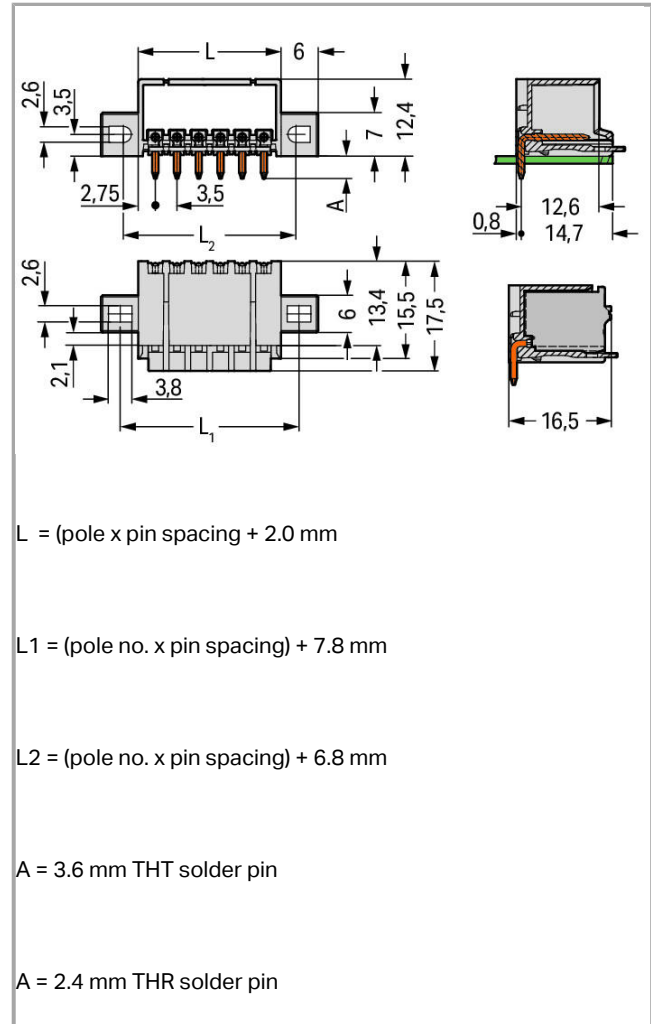 L 6
2,6
3,5
7
12,4
2,75
3,5
A
L2
0,8
12,6
14,7
2,6
2,1
3,8
L1
6
13,4
15,5
17,5
16,5
L = (pole x pin spacing + 2.0 mm
L1 = (pole no. x pin spacing) + 7.8 mm
L2 = (pole no. x pin spacing) + 6.8 mm
A = 3.6 mm THT solder pin
A = 2.4 mm THR solder pin